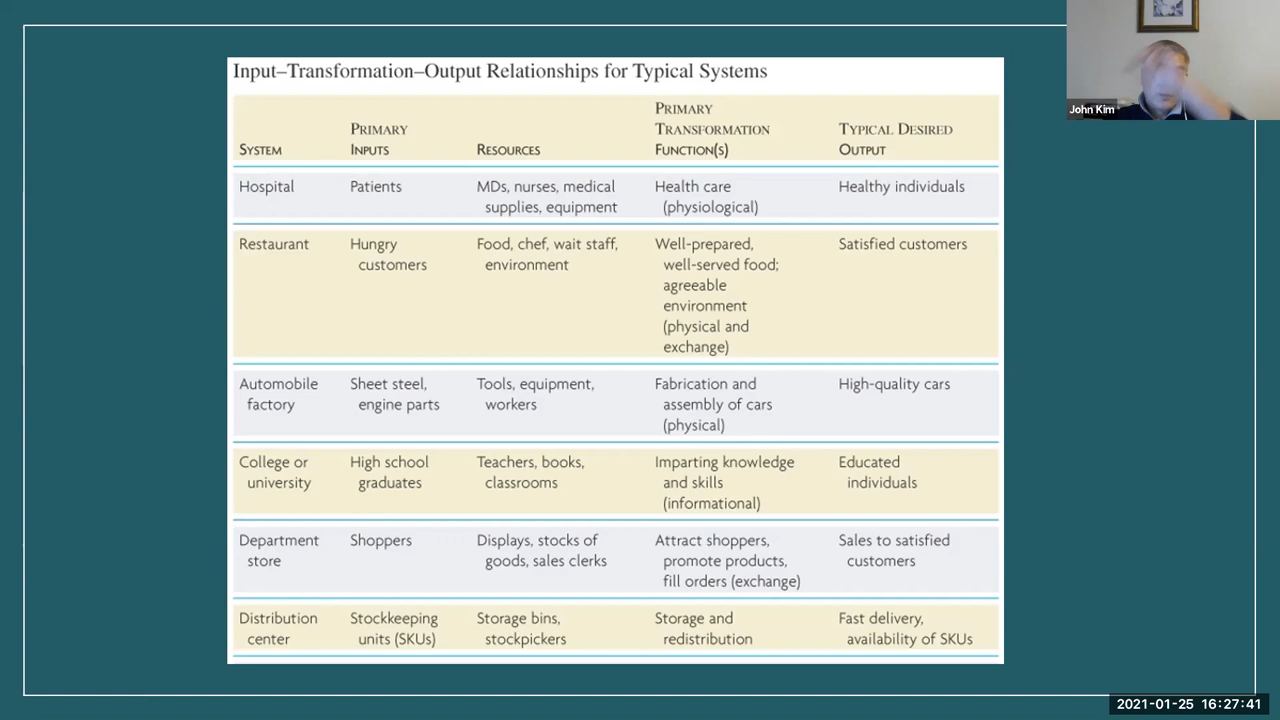 Input–Transformation–Output Relationships for Typical Systems
John Kim
PRIMARY
PRIMARY TRANSFORMATION TYPICAL DESIRED
SYSTEM INPUTS RESOURCES FUNCTION(S) OUTPUT
Hospital Patients MDs, nurses, medical Health care Healthy individuals
supplies, equipment (physiological)
Restaurant Hungry Food, chef, wait staff, Well-prepared, Satisfied customers
customers environment well-served food;
agreeable
environment
(physical and
exchange)
Automobile Sheet steel, Tools, equipment, Fabrication and High-quality cars
factory engine parts workers assembly of cars
(physical)
College or High school Teachers, books, Imparting knowledge Educated
university graduates classrooms and skills individuals
(informational)
Department Shoppers Displays, stocks of Attract shoppers, Sales to satisfied
store goods, sales clerks promote products, customers
fill orders (exchange)
Distribution Stockkeeping Storage bins, Storage and Fast delivery,
center units (SKUs) stockpickers redistribution availability of SKUs
2021-01-25 16:27:41